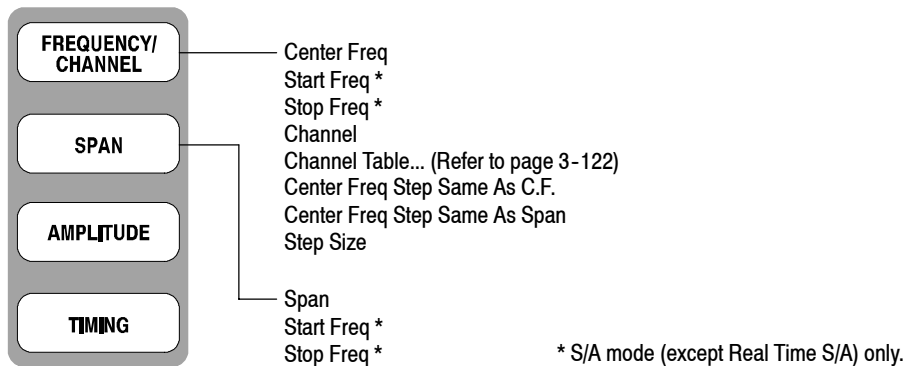 FREQUENCY/
CHANNEL
SPAN
AMPLITUDE
TIMING
Center Freq
Start Freq *
Stop Freq *
Channel
Channel Table... (Refer to page 3-122)
Center Freq Step Same As C.F.
Center Freq Step Same As Span
Step Size
Span
Start Freq *
Stop Freq *
* S/A mode (except Real Time S/A) only.